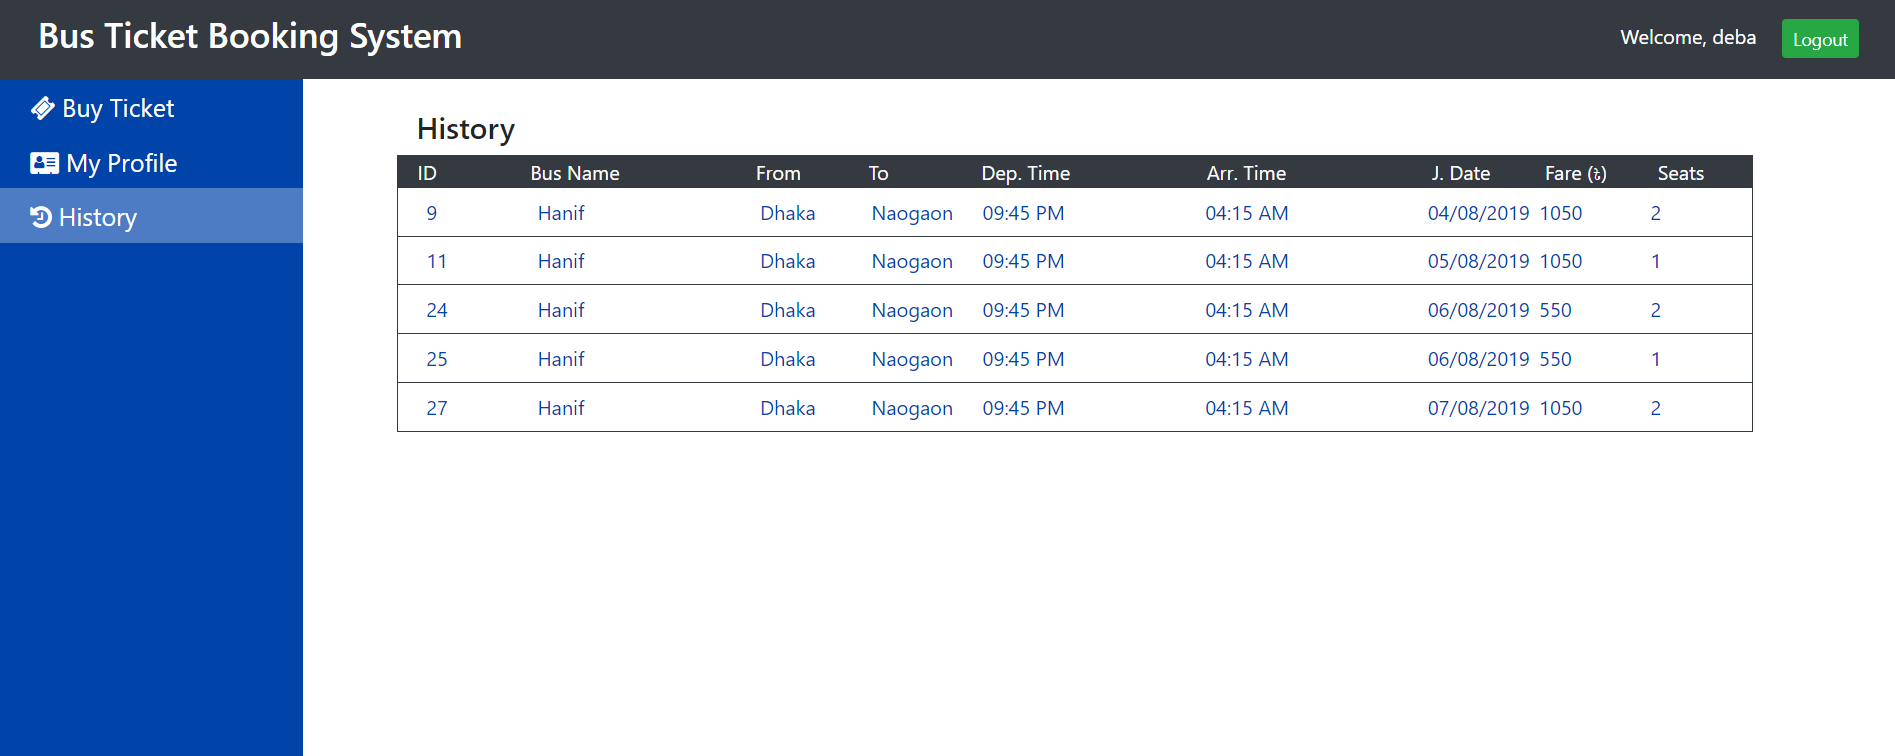 Bus Ticket Booking System
Welcome, deba Logout
Buy Ticket
My Profile
History
History
ID Bus Name From To Dep. Time Arr. Time J. Date Fare (৳) Seats
9 Hanif Dhaka Naogaon 09:45 PM 04:15 AM 04/08/2019 1050 2
11 Hanif Dhaka Naogaon 09:45 PM 04:15 AM 05/08/2019 1050 1
24 Hanif Dhaka Naogaon 09:45 PM 04:15 AM 06/08/2019 550 2
25 Hanif Dhaka Naogaon 09:45 PM 04:15 AM 06/08/2019 550 1
27 Hanif Dhaka Naogaon 09:45 PM 04:15 AM 07/08/2019 1050 2